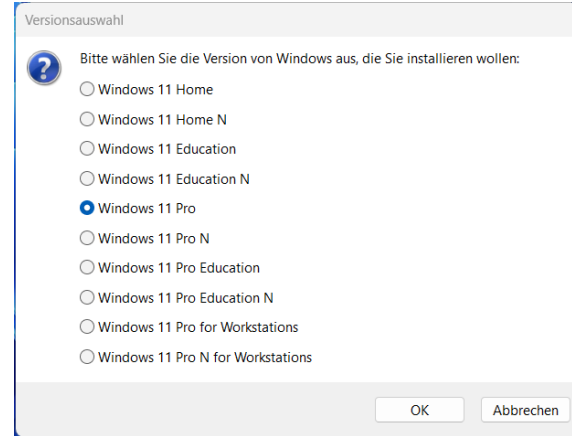 Versionsauswahl
Bitte wählen Sie die Version von Windows aus, die Sie installieren wollen:
Windows 11 Home
Windows 11 Home N
Windows 11 Education
Windows 11 Education N
Windows 11 Pro
Windows 11 Pro N
Windows 11 Pro Education
Windows 11 Pro Education N
Windows 11 Pro for Workstations
Windows 11 Pro N for Workstations
OK Abbrechen